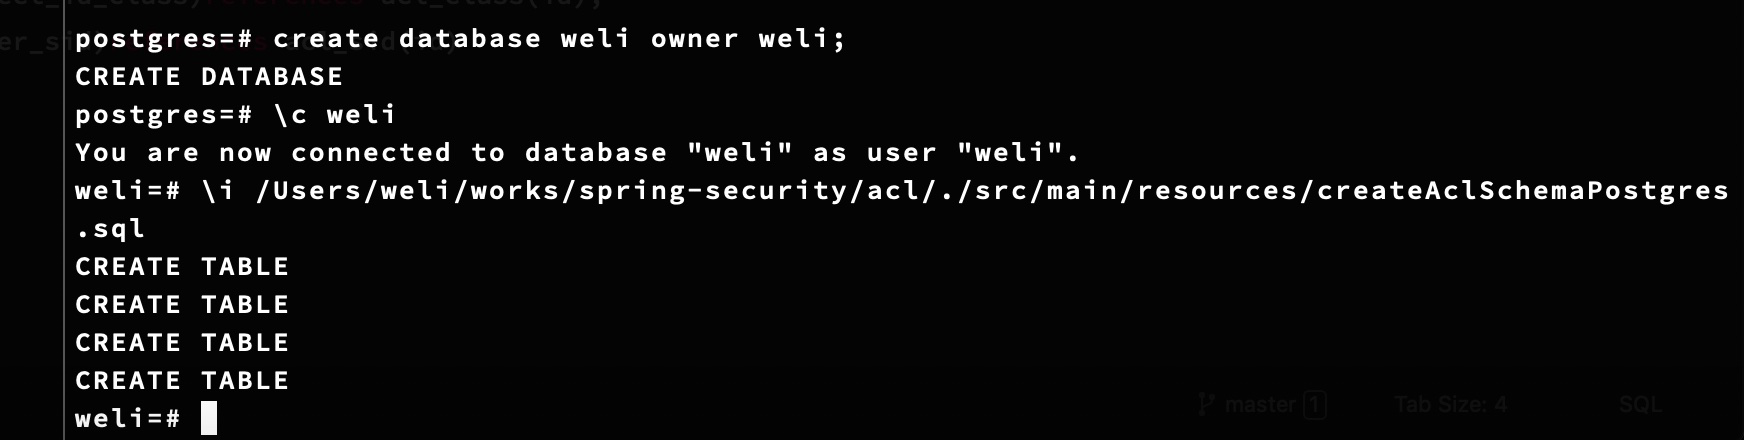 postgres=# create database weli owner weli;
CREATE DATABASE
postgres=# \c weli
You are now connected to database "weli" as user "weli".
weli=# \i /Users/weli/works/spring-security/acl/./src/main/resources/createAclSchemaPostgres
.sql
CREATE TABLE
CREATE TABLE
CREATE TABLE
CREATE TABLE
master 1 Tab Size: 4 SQL
weli=#